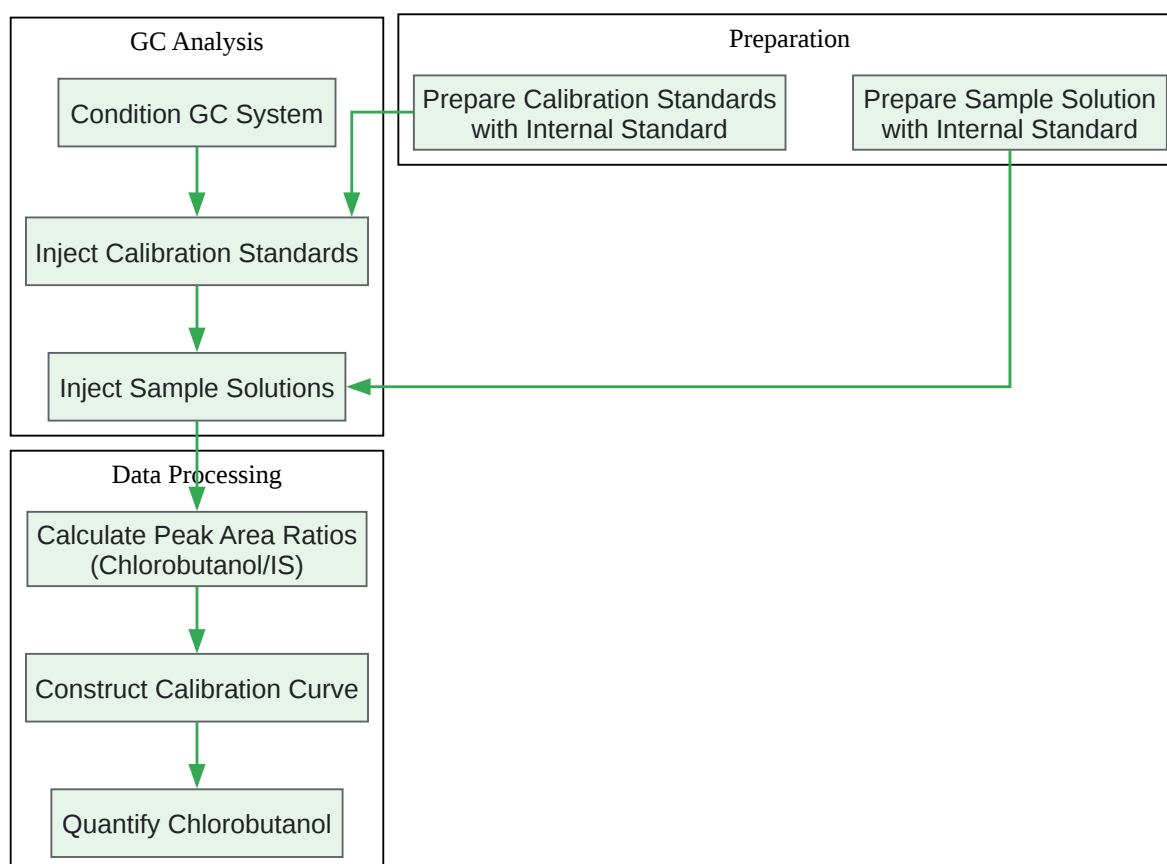 GC Analysis
Condition GC System
Inject Calibration Standards
Inject Sample Solutions
Preparation
Prepare Calibration Standards
with Internal Standard
Prepare Sample Solution
with Internal Standard
Data Processing
Calculate Peak Area Ratios
(Chlorobutanol/IS)
Construct Calibration Curve
Quantify Chlorobutanol